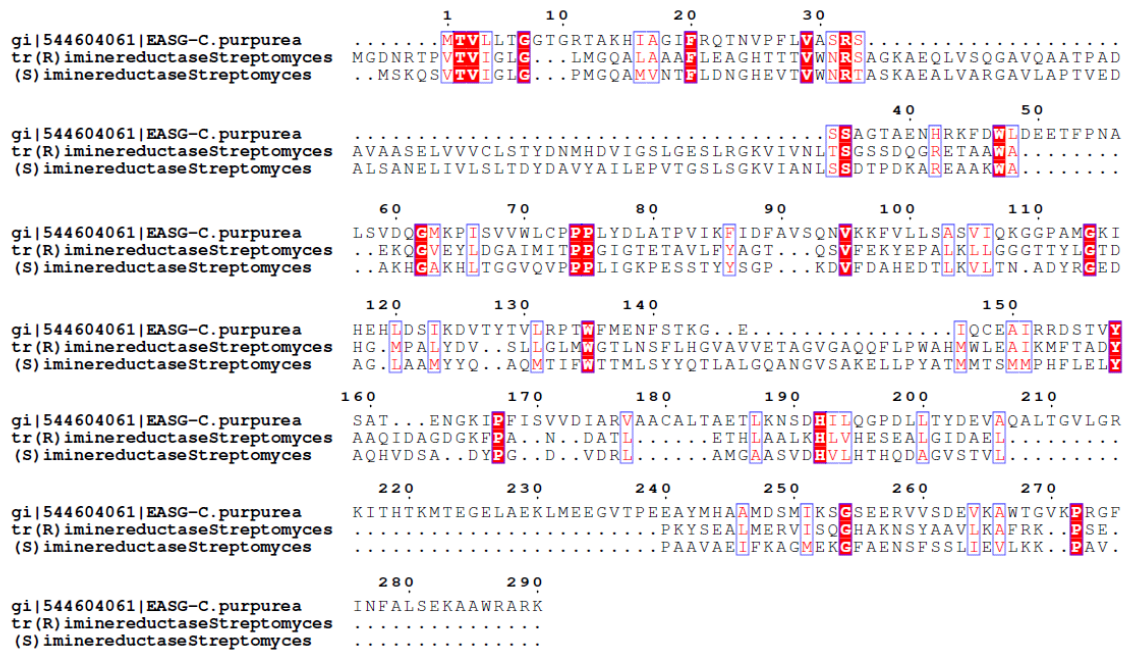 1 10 20 30
gi|544604061|EASG-C.purpurea .......MTVLLTGGTGRTAKHIAGIFRQTNVPFLVASRS....................
tr(R)iminereductaseStreptomyces MGDNRTPVTVIGLG...LMGQALAAAFLEAGHTTTVWNRSAGKAEQLVSQGAVQAATPAD
(S)iminereductaseStreptomyces ..MSKQSVTVIGLG...PMGQAMVNTFLDNGHEVTVWNRTASKAEALVARGAVLAPTVED
40 50
gi|544604061|EASG-C.purpurea .....................................SSAGTAENHRKFDWLDEETFPNA
tr(R)iminereductaseStreptomyces AVAASELVVVCLSTYDNMHDVIGSLGESLRGKVIVNLTSGSSDQGRETAAWA........
(S)iminereductaseStreptomyces ALSANELIVLSLTDYDAVYAILEPVTGSLSGKVIANLSSDTPDKAREAAKWA........
60 70 80 90 100 110
gi|544604061|EASG-C.purpurea LSVDQGMKPISVVWLCPPPLYDLATPVIKFIDFAVSQNVKKFVLLSASVIQKGGPAMGKI
tr(R)iminereductaseStreptomyces ..EKQGVEYLDGAIMITPPGIGTETAVLFYAGT...QSVFEKYEPALKLLGGGTTYLGTD
(S)iminereductaseStreptomyces ..AKHGAKHLTGGVQVPPPLIGKPESSTYYSGP...KDVFDAHEDTLKVLTN.ADYRGED
120 130 140 150
gi|544604061|EASG-C.purpurea HEHLDSIKDVTYTVLRPTWFMENFSTKG..E................IQCEAIRRDSTVY
tr(R)iminereductaseStreptomyces HG.MPALYDV..SLLGLMWGTLNSFLHGVAVVETAGVGAQQFLPWAHMWLEAIKMFTADY
(S)iminereductaseStreptomyces AG.LAAMYYQ..AQMTIFWTTMLSYYQTLALGQANGVSAKELLPYATMMTSMMPHFLELY
160 170 180 190 200 210
gi|544604061|EASG-C.purpurea SAT...ENGKIPFISVVDIARVAACALTAETLKNSDHILQGPDLLTYDEVAQALTGVLGR
tr(R)iminereductaseStreptomyces AAQIDAGDGKFPA..N..DATL......ETHLAALKHLVHESEALGIDAEL.........
(S)iminereductaseStreptomyces AQHVDSA..DYPG..D..VDRL......AMGAASVDHVLHTHQDAGVSTVL.........
220 230 240 250 260 270
gi|544604061|EASG-C.purpurea KITHTKMTEGELAEKLMEEGVTPEEAYMHAAMDSMIKSGSEERVVSDEVKAWTGVKPRGF
tr(R)iminereductaseStreptomyces ........................PKYSEALMERVISQGHAKNSYAAVLKAFRK..PSE.
(S)iminereductaseStreptomyces ........................PAAVAEIFKAGMEKGFAENSFSSLIEVLKK..PAV.
280 290
gi|544604061|EASG-C.purpurea INFALSEKAAWRARK
tr(R)iminereductaseStreptomyces ...............
(S)iminereductaseStreptomyces ...............